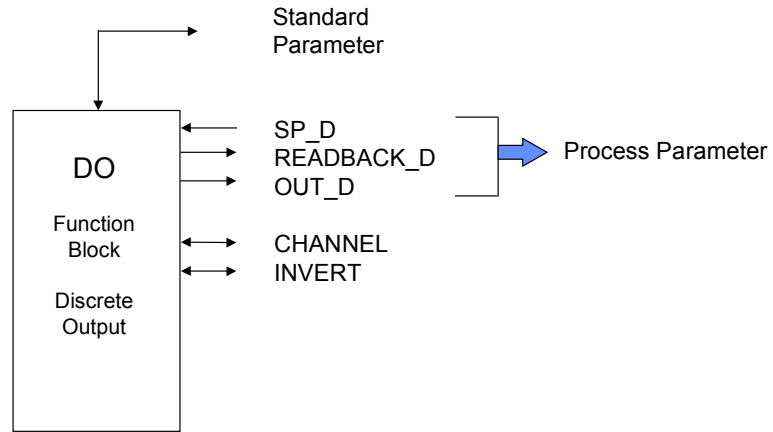 Standard
Parameter
DO
Function
Block
Discrete
Output
SP_D
READBACK_D
OUT_D
CHANNEL
INVERT
Process Parameter